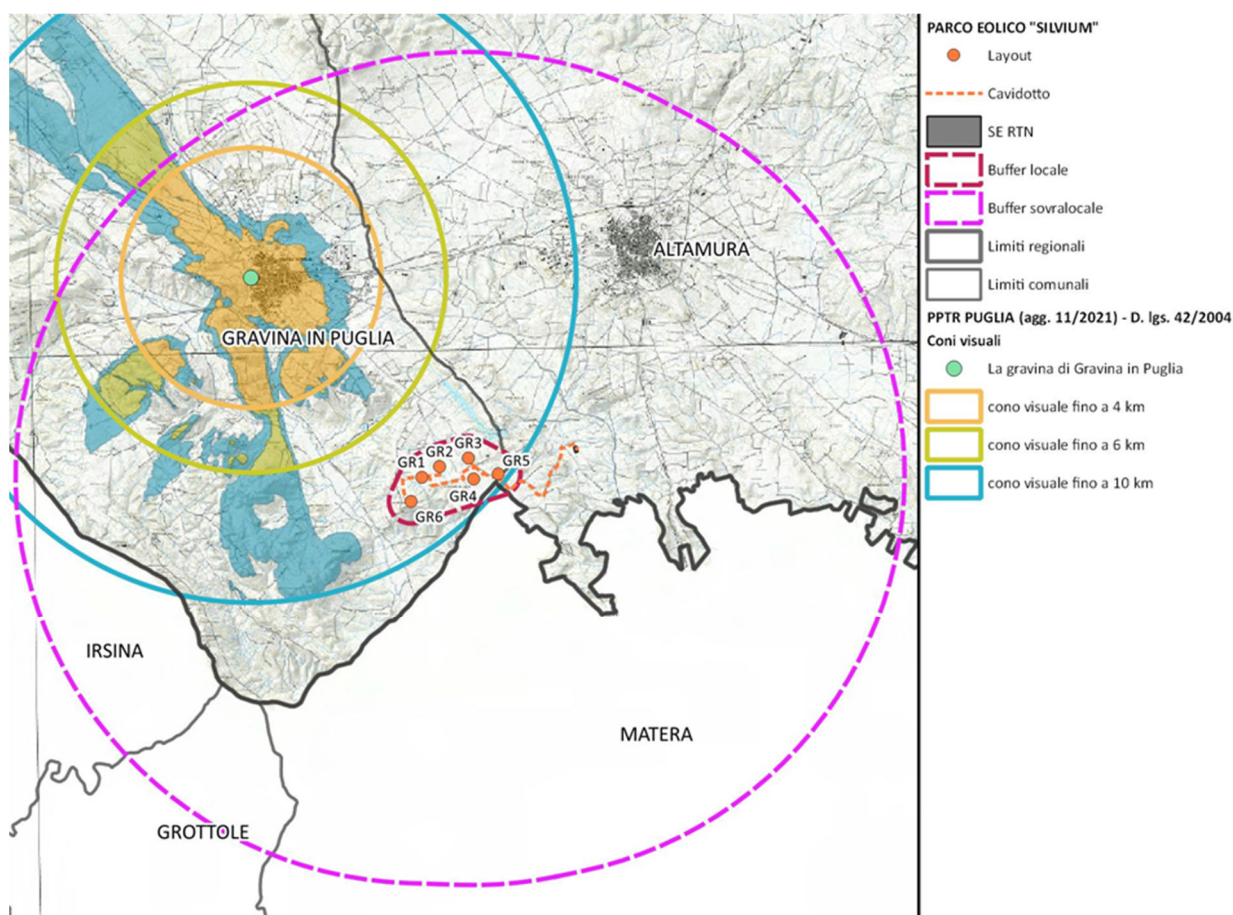 ALTAMURA
GRAVINA IN PUGLIA
GR3
GR2
GR1
GR5
GR4
GR6
IRSINA
MATERA
GROTTOLE
PARCO EOLICO "SILVIUM"
Layout
Cavidotto
SE RTN
Buffer locale
Buffer sovralocale
Limiti regionali
Limiti comunali
PPTR PUGLIA (agg. 11/2021) - D. lgs. 42/2004
Coni visuali
La gravina di Gravina in Puglia
cono visuale fino a 4 km
cono visuale fino a 6 km
cono visuale fino a 10 km